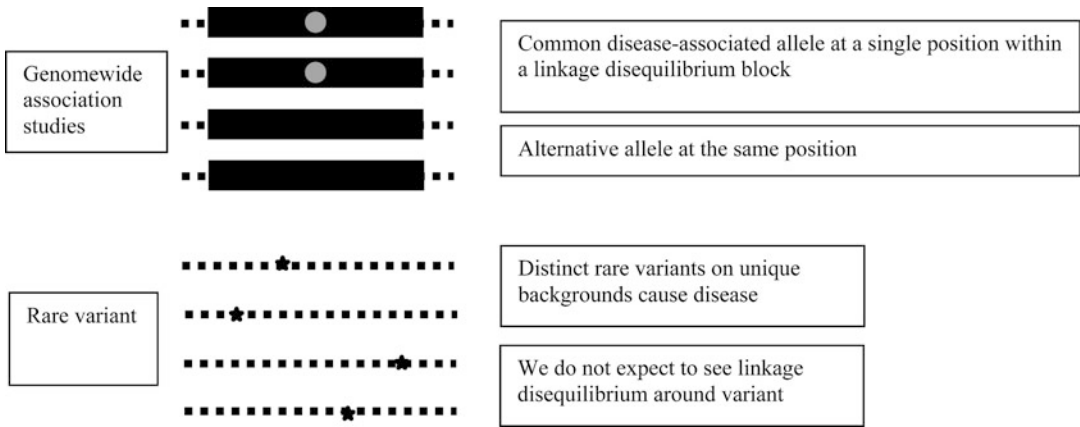 Genomewide
association
studies
Common disease-associated allele at a single position within
a linkage disequilibrium block
Alternative allele at the same position
Rare variant
Distinct rare variants on unique
backgrounds cause disease
We do not expect to see linkage
disequilibrium around variant